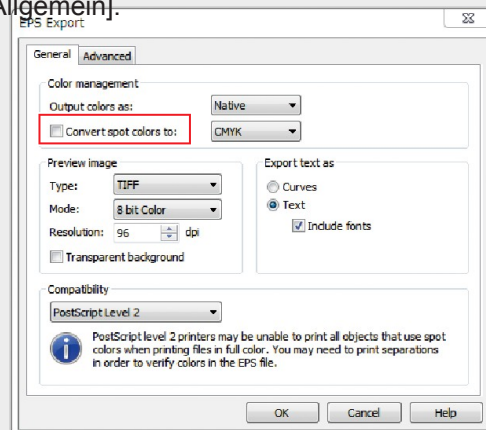 Allgemein].
EPS Export
General Advanced
Color management
Output colors as: Native
Convert spot colors to: CMYK
Preview image
Type: TIFF
Mode: 8 bit Color
Resolution: 96 dpi
Transparent background
Export text as
Curves
Text
Include fonts
Compatibility
PostScript Level 2
PostScript level 2 printers may be unable to print all objects that use spot
colors when printing files in full color. You may need to print separations
in order to verify colors in the EPS file.
OK Cancel Help